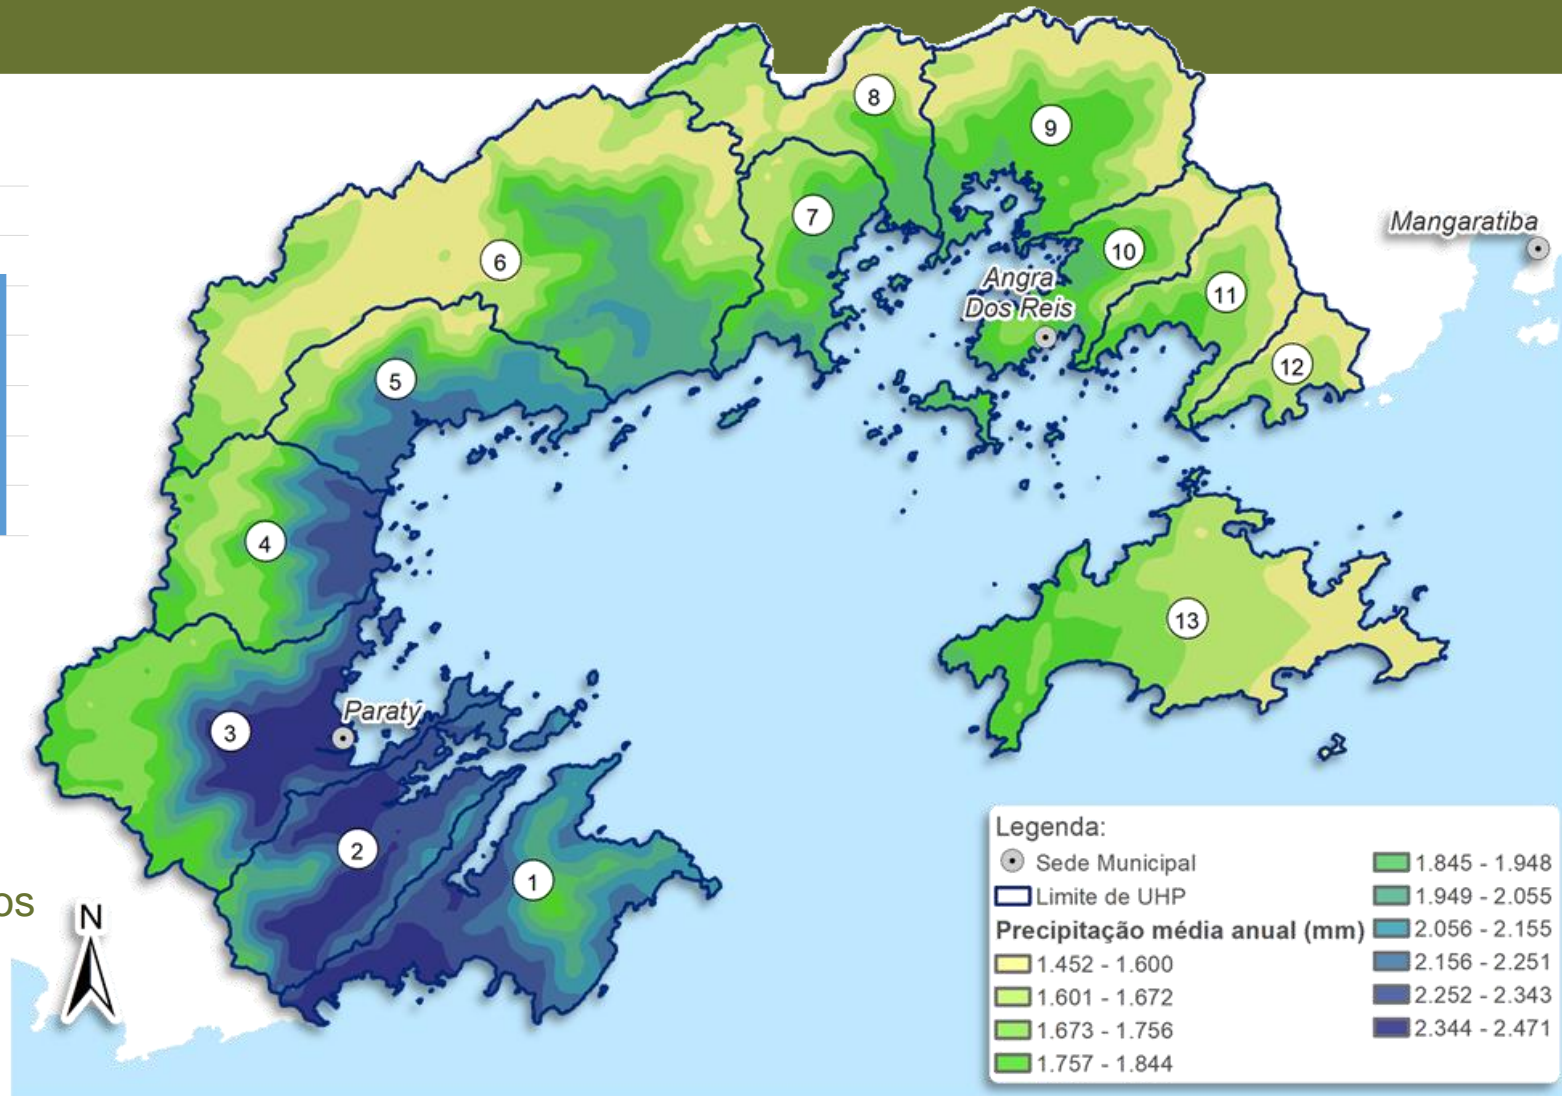 8
9
Mangaratiba
7
10
6
Angra
Dos Reis
11
12
5
4
13
Paraty
3
2
1
os
N
Legenda:
Sede Municipal
Limite de UHP
Precipitação média anual (mm)
1.452 - 1.600
1.601 - 1.672
1.673 - 1.756
1.757 - 1.844
1.845 - 1.948
1.949 - 2.055
2.056 - 2.155
2.156 - 2.251
2.252 - 2.343
2.344 - 2.471